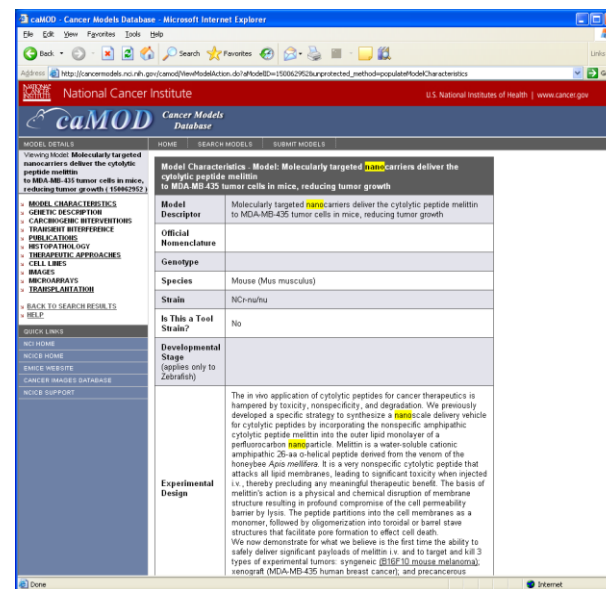 caMOD - Cancer Models Database - Microsoft Internet Explorer
File Edit View Favorites Tools Help
Back Search Favorites Links
Address http://cancermodels.nci.nih.gov/camod/ViewModelAction.do?aModelID=150062952&unprotected_method=populateModelCharacteristics
NATIONAL CANCER INSTITUTE National Cancer Institute U.S. National Institutes of Health | www.cancer.gov
caMOD Cancer Models
Database
MODEL DETAILS HOME SEARCH MODELS SUBMIT MODELS
Viewing Model: Molecularly targeted
nanocarriers deliver the cytolytic
peptide melittin
to MDA-MB-435 tumor cells in mice,
reducing tumor growth ( 150062952 )
MODEL CHARACTERISTICS
GENETIC DESCRIPTION
CARCINOGENIC INTERVENTIONS
TRANSIENT INTERFERENCE
PUBLICATIONS
HISTOPATHOLOGY
THERAPEUTIC APPROACHES
CELL LINES
IMAGES
MICROARRAYS
TRANSPLANTATION
BACK TO SEARCH RESULTS
HELP
QUICK LINKS
NCI HOME
NCICB HOME
EMICE WEBSITE
CANCER IMAGES DATABASE
NCICB SUPPORT
Model Characteristics - Model: Molecularly targeted nanocarriers deliver the
cytolytic peptide melittin
to MDA-MB-435 tumor cells in mice, reducing tumor growth
Model
Descriptor
Molecularly targeted nanocarriers deliver the cytolytic peptide melittin
to MDA-MB-435 tumor cells in mice, reducing tumor growth
Official
Nomenclature
Genotype
Species Mouse (Mus musculus)
Strain NCr-nu/nu
Is This a Tool
Strain?
No
Developmental
Stage
(applies only to
Zebrafish)
Experimental
Design
The in vivo application of cytolytic peptides for cancer therapeutics is
hampered by toxicity, nonspecificity, and degradation. We previously
developed a specific strategy to synthesize a nanoscale delivery vehicle
for cytolytic peptides by incorporating the nonspecific amphipathic
cytolytic peptide melittin into the outer lipid monolayer of a
perfluorocarbon nanoparticle. Melittin is a water-soluble cationic
amphipathic 26-aa α-helical peptide derived from the venom of the
honeybee Apis mellifera. It is a very nonspecific cytolytic peptide that
attacks all lipid membranes, leading to significant toxicity when injected
i.v., thereby precluding any meaningful therapeutic benefit. The basis of
melittin's action is a physical and chemical disruption of membrane
structure resulting in profound compromise of the cell permeability
barrier by lysis. The peptide partitions into the cell membranes as a
monomer, followed by oligomerization into toroidal or barrel stave
structures that facilitate pore formation to effect cell death.
We now demonstrate for what we believe is the first time the ability to
safely deliver significant payloads of melittin i.v. and to target and kill 3
types of experimental tumors: syngeneic (B16F10 mouse melanoma);
xenograft (MDA-MB-435 human breast cancer); and precancerous
Done Internet